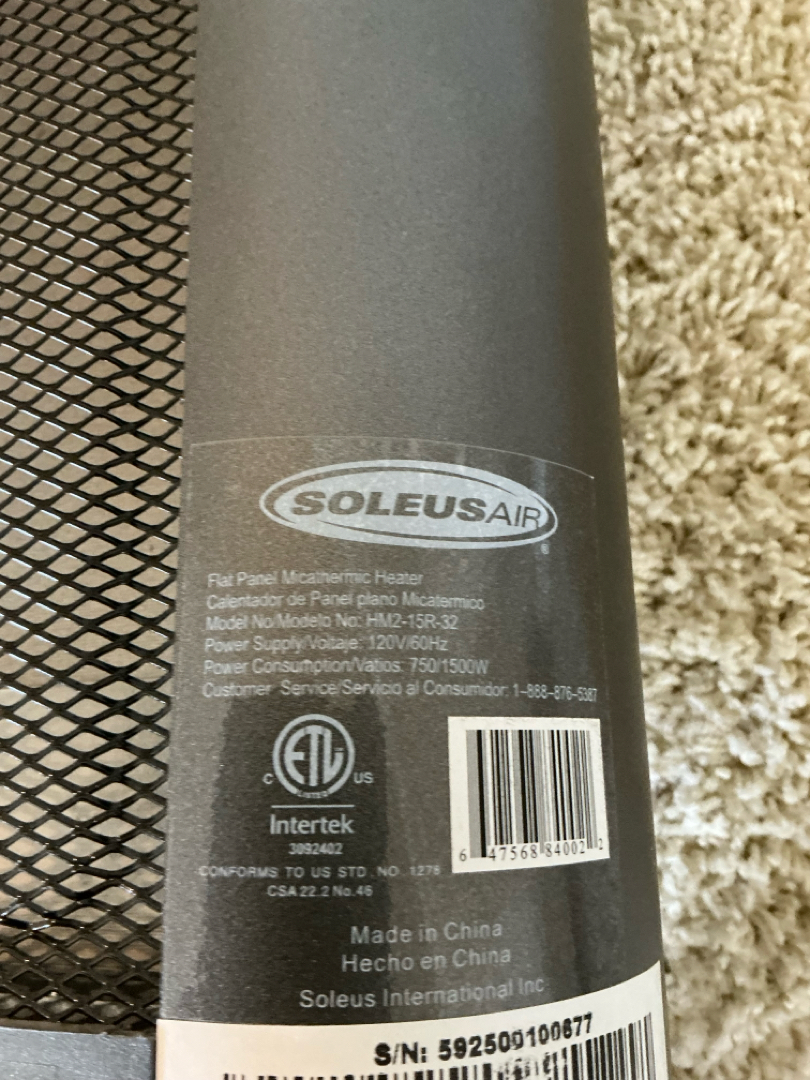 SOLEUSAIR
®
Flat Panel Micathermic Heater
Calentador de Panel plano Micatermico
Model No/Modelo No: HM2-15R-32
Power Supply/Voltaje: 120V/60Hz
Power Consumption/Vatios: 750/1500W
Customer Service/Servicio al Consumidor: 1-888-876-5387
ETL
C US
LISTED
Intertek
3092402
CONFORMS TO US STD .NO. 1278
CSA 22.2 No.46
6 47568 84002 2
Made in China
Hecho en China
Soleus International Inc
S/N: 592500100677